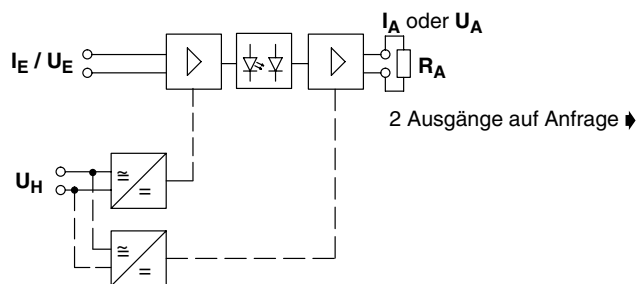 I_A oder U_A
I_E / U_E
R_A
2 Ausgänge auf Anfrage
U_H
≅
=
≅
=